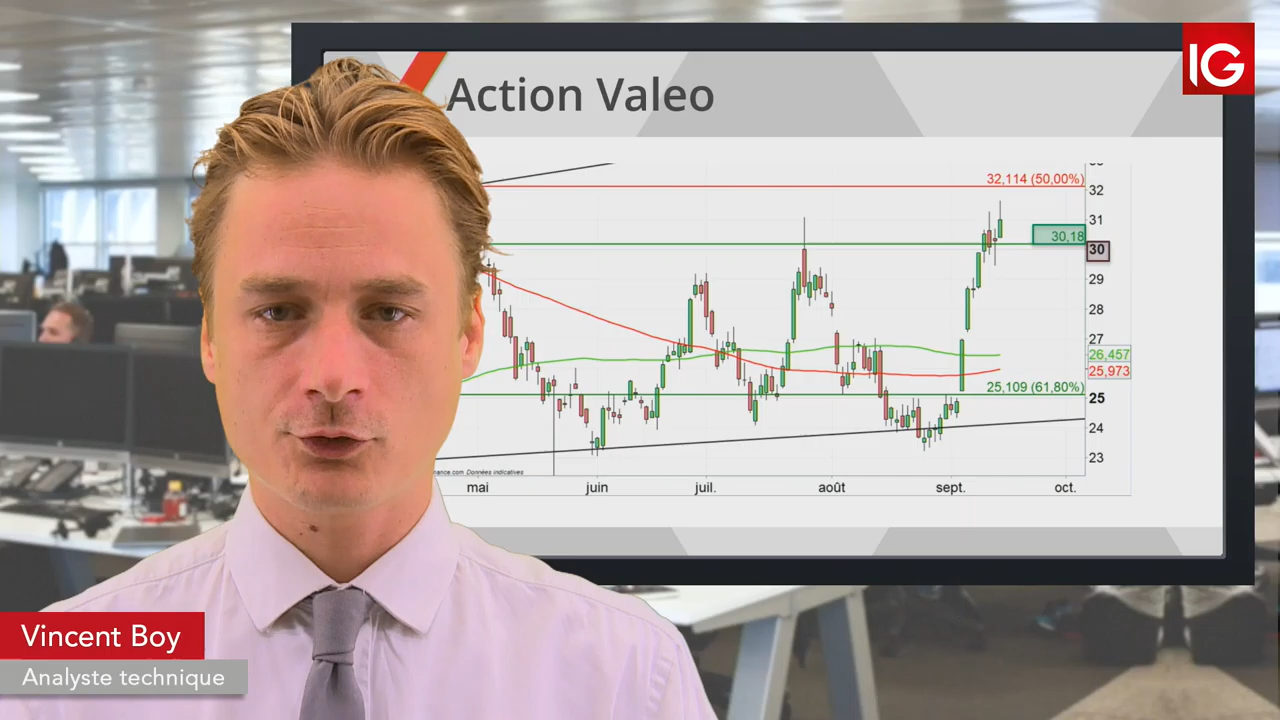 IG
Action Valeo
32,114 (50,00%)
32
31
30,18
30
29
28
27
26,457
25,973
25,109 (61,80%)
25
24
23
Données indicatives
mai
juin
juil.
août
sept.
oct.
Vincent Boy
Analyste technique